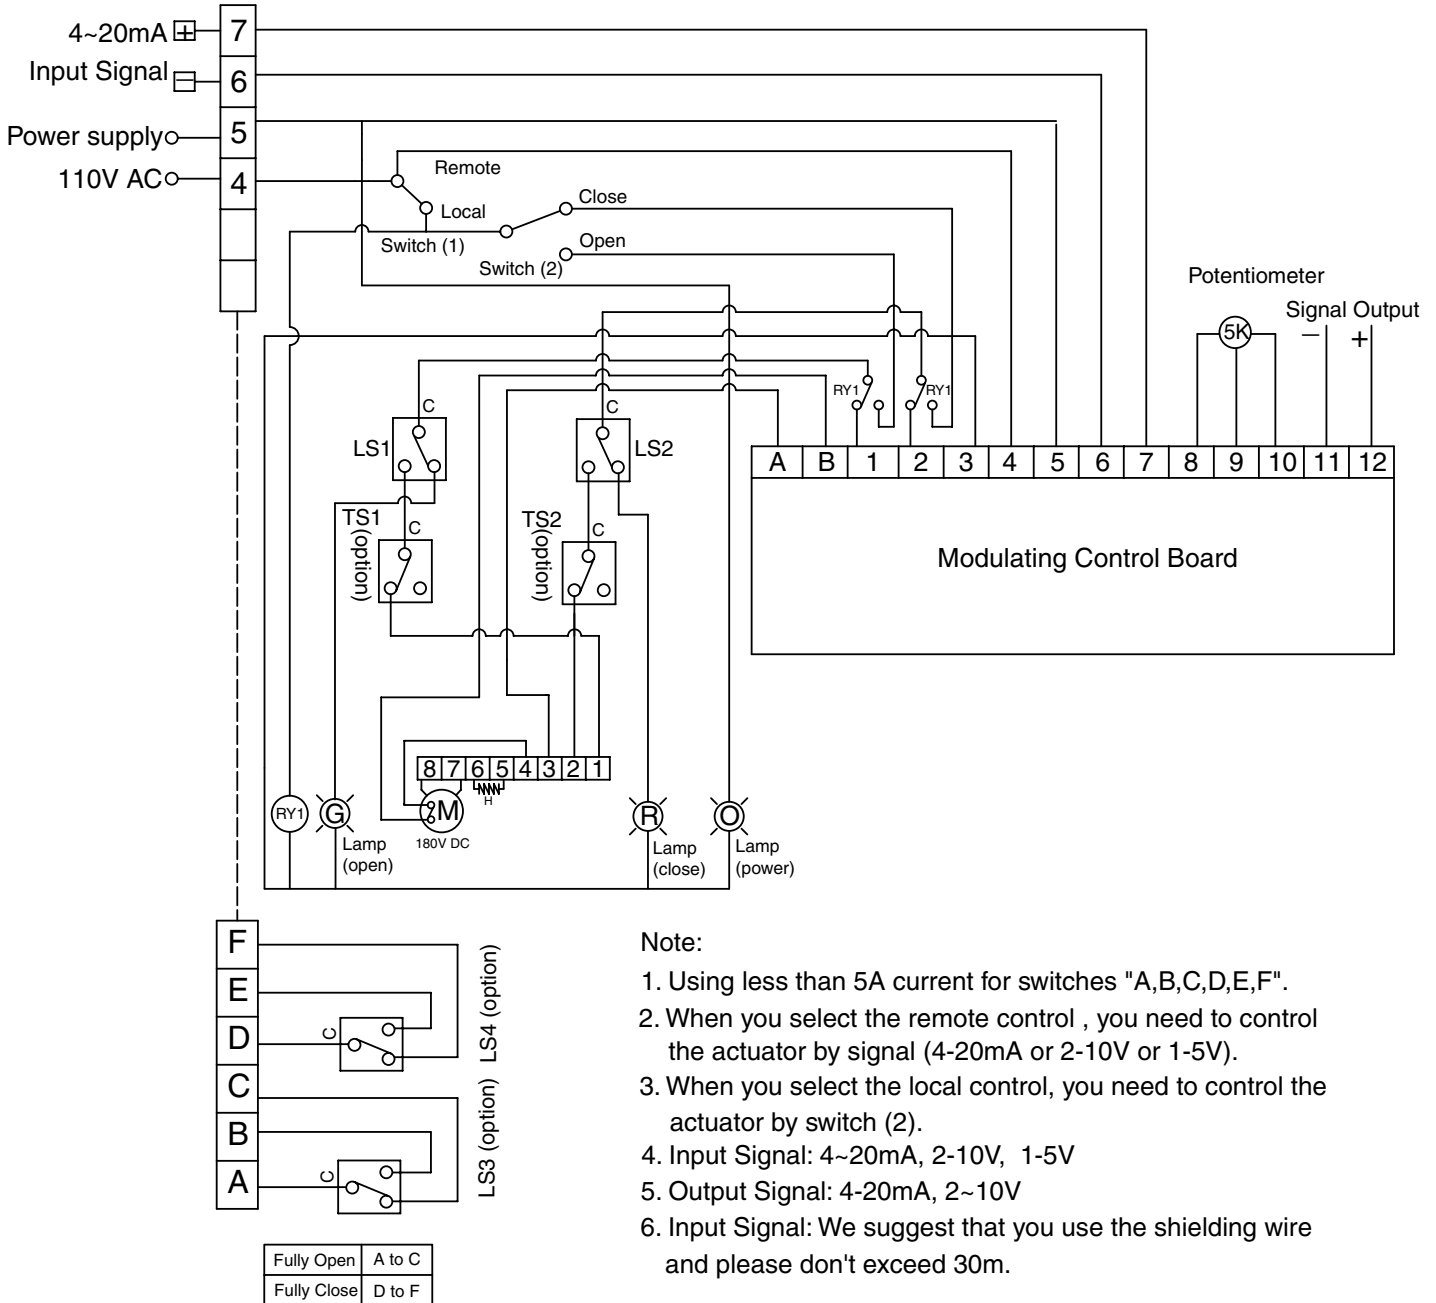 4~20mA + 7
Input Signal − 6
Power supply 5
110V AC 4
Remote
Local
Switch (1)
Close
Open
Switch (2)
Potentiometer
5K
Signal Output
− +
RY1 RY1
A B 1 2 3 4 5 6 7 8 9 10 11 12
Modulating Control Board
C
LS1
C
LS2
TS1
(option)
C
TS2
(option)
C
8 7 6 5 4 3 2 1
H
RY1
G
Lamp
(open)
M
180V DC
R
Lamp
(close)
O
Lamp
(power)
F
E
D
C
B
A
C
LS4 (option)
C
LS3 (option)
Fully Open A to C
Fully Close D to F
Note:
1. Using less than 5A current for switches "A,B,C,D,E,F".
2. When you select the remote control , you need to control
the actuator by signal (4-20mA or 2-10V or 1-5V).
3. When you select the local control, you need to control the
actuator by switch (2).
4. Input Signal: 4~20mA, 2-10V, 1-5V
5. Output Signal: 4-20mA, 2~10V
6. Input Signal: We suggest that you use the shielding wire
and please don't exceed 30m.